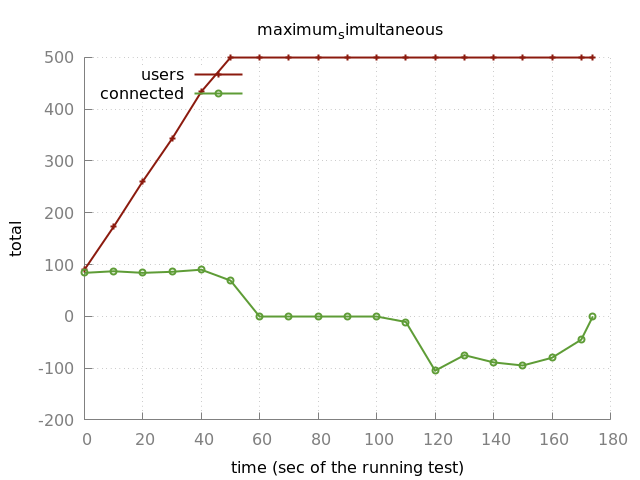 maximumsimultaneous
users
connected
500
400
300
200
100
0
-100
-200
total
0 20 40 60 80 100 120 140 160 180
time (sec of the running test)